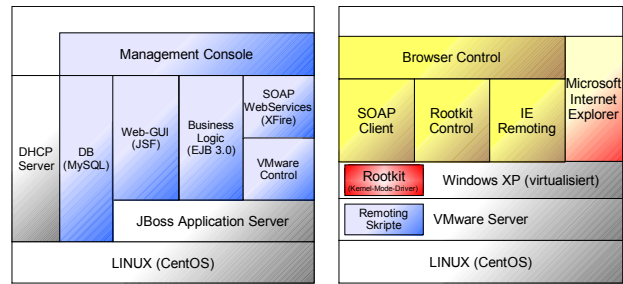 Management Console
DHCP
Server
DB
(MySQL)
Web-GUI
(JSF)
Business
Logic
(EJB 3.0)
SOAP
WebServices
(XFire)
VMware
Control
JBoss Application Server
LINUX (CentOS)
Browser Control
Microsoft
Internet
Explorer
SOAP
Client
Rootkit
Control
IE
Remoting
Rootkit
(Kernel-Mode-Driver)
Windows XP (virtualisiert)
Remoting
Skripte
VMware Server
LINUX (CentOS)